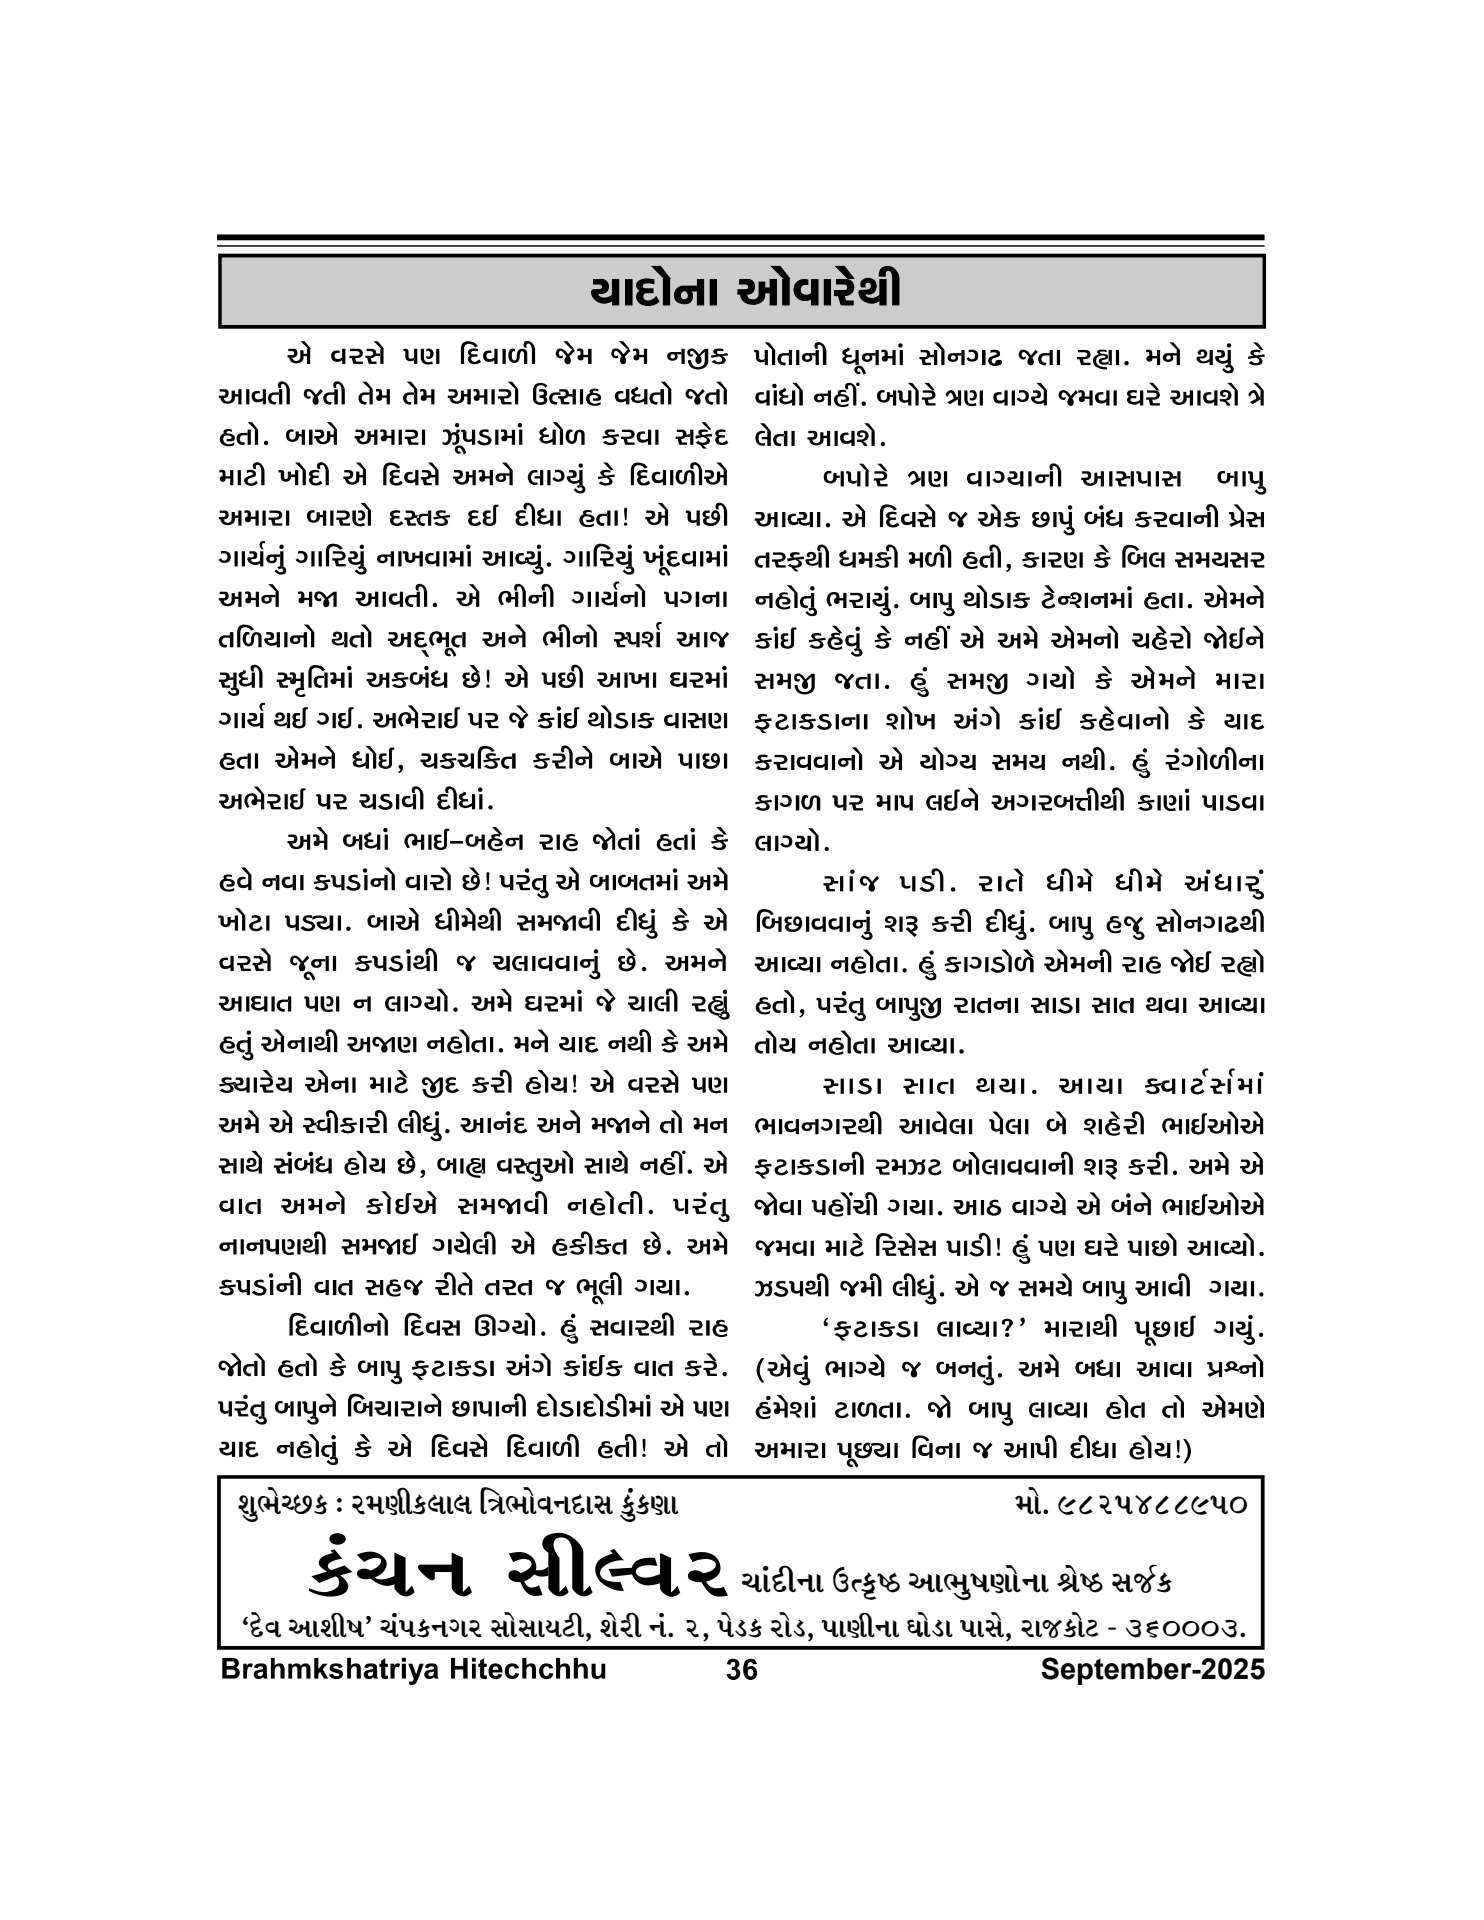 યાદોના ઓવારેથી
એ વરસે પણ દિવાળી જેમ જેમ નજીક
આવતી જતી તેમ તેમ અમારો ઉત્સાહ વધતો જતો
હતો. બાએ અમારા ઝૂંપડામાં ધોળ કરવા સફેદ
માટી ખોદી એ દિવસે અમને લાગ્યું કે દિવાળીએ
અમારા બારણે દસ્તક દઈ દીધા હતા! એ પછી
ગાર્યનું ગારિયું નાખવામાં આવ્યું. ગારિયું ખૂંદવામાં
અમને મજા આવતી. એ ભીની ગાર્યનો પગના
તળિયાનો થતો અદ્‌ભૂત અને ભીનો સ્પર્શ આજ
સુધી સ્મૃતિમાં અકબંધ છે! એ પછી આખા ઘરમાં
ગાર્ય થઈ ગઈ. અભેરાઈ પર જે કાંઈ થોડાક વાસણ
હતા એમને ધોઈ, ચકચકિત કરીને બાએ પાછા
અભેરાઈ પર ચડાવી દીધાં.
અમે બધાં ભાઈ–બહેન રાહ જોતાં હતાં કે
હવે નવા કપડાંનો વારો છે! પરંતુ એ બાબતમાં અમે
ખોટા પડ્યા. બાએ ધીમેથી સમજાવી દીધું કે એ
વરસે જૂના કપડાંથી જ ચલાવવાનું છે. અમને
આઘાત પણ ન લાગ્યો. અમે ઘરમાં જે ચાલી રહ્યું
હતું એનાથી અજાણ નહોતા. મને યાદ નથી કે અમે
ક્યારેય એના માટે જીદ કરી હોય! એ વરસે પણ
અમે એ સ્વીકારી લીધું. આનંદ અને મજાને તો મન
સાથે સંબંધ હોય છે, બાહ્ય વસ્તુઓ સાથે નહીં. એ
વાત અમને કોઈએ સમજાવી નહોતી. પરંતુ
નાનપણથી સમજાઈ ગયેલી એ હકીકત છે. અમે
કપડાંની વાત સહજ રીતે તરત જ ભૂલી ગયા.
દિવાળીનો દિવસ ઊગ્યો. હું સવારથી રાહ
જોતો હતો કે બાપુ ફટાકડા અંગે કાંઈક વાત કરે.
પરંતુ બાપુને બિચારાને છાપાની દોડાદોડીમાં એ પણ
યાદ નહોતું કે એ દિવસે દિવાળી હતી! એ તો
પોતાની ધૂનમાં સોનગઢ જતા રહ્યા. મને થયું કે
વાંધો નહીં. બપોરે ત્રણ વાગ્યે જમવા ઘરે આવશે ત્રે
લેતા આવશે.
બપોરે ત્રણ વાગ્યાની આસપાસ બાપુ
આવ્યા. એ દિવસે જ એક છાપું બંધ કરવાની પ્રેસ
તરફથી ધમકી મળી હતી, કારણ કે બિલ સમયસર
નહોતું ભરાયું. બાપુ થોડાક ટેન્શનમાં હતા. એમને
કાંઈ કહેવું કે નહીં એ અમે એમનો ચહેરો જોઈને
સમજી જતા. હું સમજી ગયો કે એમને મારા
ફટાકડાના શોખ અંગે કાંઈ કહેવાનો કે યાદ
કરાવવાનો એ યોગ્ય સમય નથી. હું રંગોળીના
કાગળ પર માપ લઈને અગરબત્તીથી કાણાં પાડવા
લાગ્યો.
સાંજ પડી. રાતે ધીમે ધીમે અંધારું
બિછાવવાનું શરૂ કરી દીધું. બાપુ હજુ સોનગઢથી
આવ્યા નહોતા. હું કાગડોળે એમની રાહ જોઈ રહ્યો
હતો, પરંતુ બાપુજી રાતના સાડા સાત થવા આવ્યા
તોય નહોતા આવ્યા.
સાડા સાત થયા. આયા ક્વાર્ટર્સમાં
ભાવનગરથી આવેલા પેલા બે શહેરી ભાઈઓએ
ફટાકડાની રમઝટ બોલાવવાની શરૂ કરી. અમે એ
જોવા પહોંચી ગયા. આઠ વાગ્યે એ બંને ભાઈઓએ
જમવા માટે રિસેસ પાડી! હું પણ ઘરે પાછો આવ્યો.
ઝડપથી જમી લીધું. એ જ સમયે બાપુ આવી ગયા.
‘ફટાકડા લાવ્યા?’ મારાથી પૂછાઈ ગયું.
(એવું ભાગ્યે જ બનતું. અમે બધા આવા પ્રશ્નો
હંમેશાં ટાળતા. જો બાપુ લાવ્યા હોત તો એમણે
અમારા પૂછ્યા વિના જ આપી દીધા હોય!)
શુભેચ્છક : રમણીકલાલ ત્રિભોવનદાસ કુંકણા મો. ૯૮૨૫૪૮૮૯૫૦
કંચન સીલ્વર ચાંદીના ઉત્કૃષ્ઠ આભુષણોના શ્રેષ્ઠ સર્જક
‘દેવ આશીષ’ ચંપકનગર સોસાયટી, શેરી નં. ૨, પેડક રોડ, પાણીના ઘોડા પાસે, રાજકોટ - ૩૬૦૦૦૩.
Brahmkshatriya Hitechchhu 36 September-2025